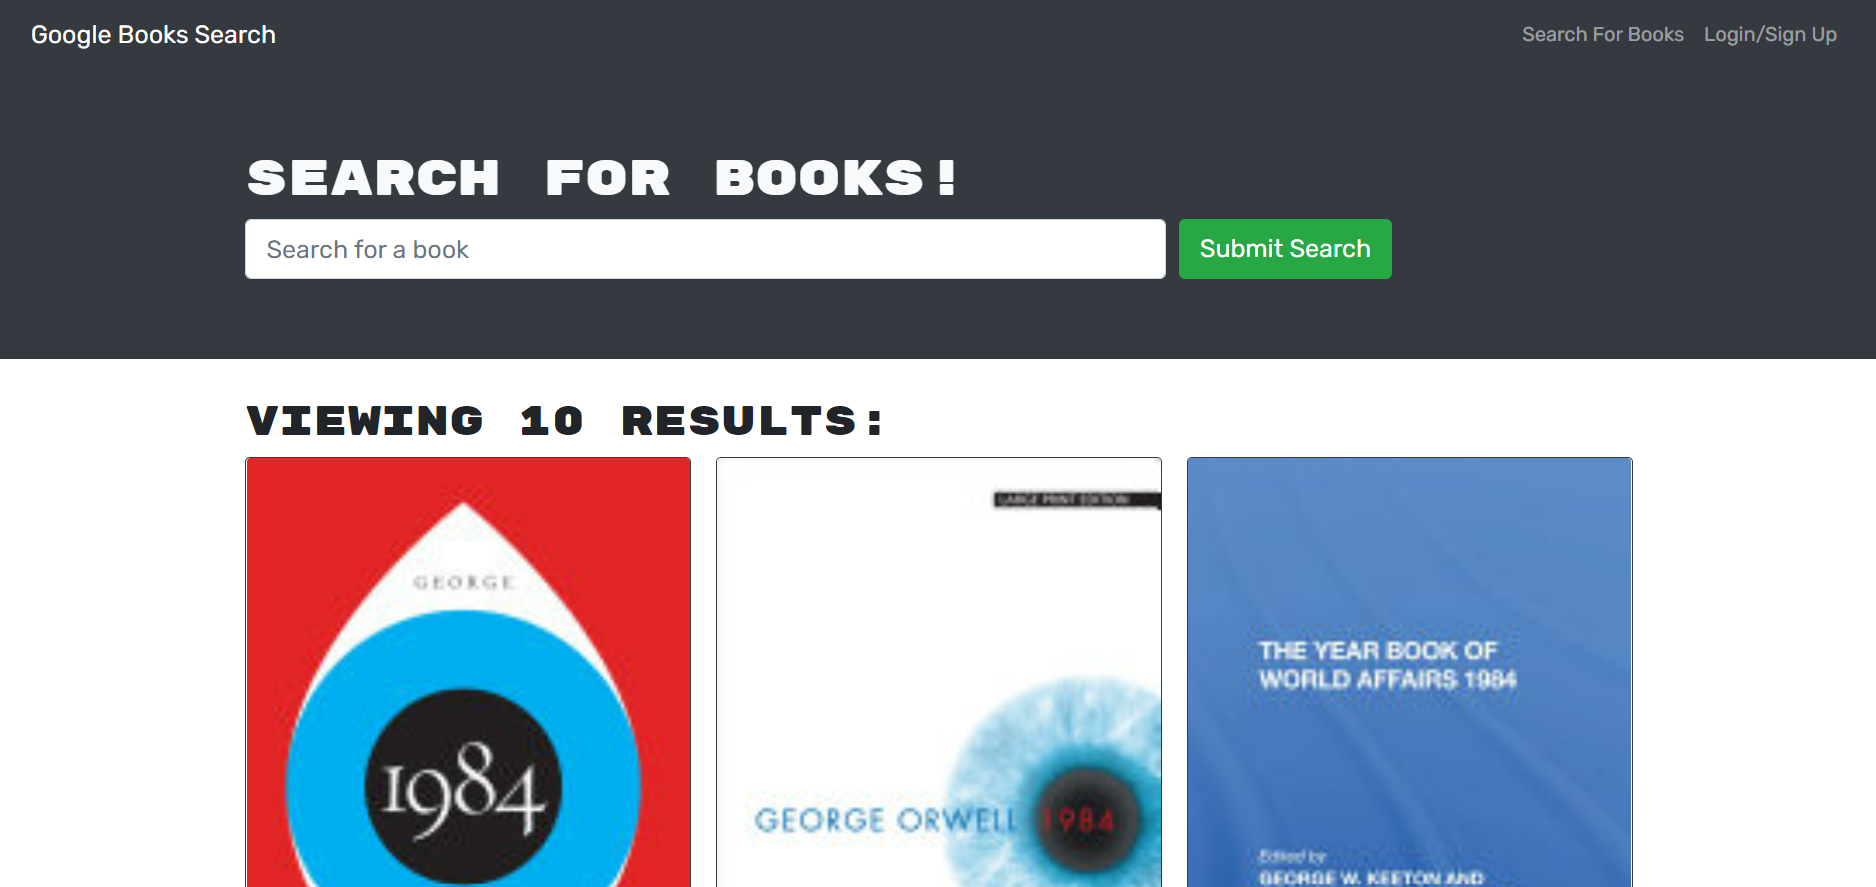 Google Books Search
Search For Books
Login/Sign Up
SEARCH FOR BOOKS!
Search for a book
Submit Search
VIEWING 10 RESULTS:
GEORGE
1984
LARGE PRINT EDITION
GEORGE ORWELL 1984
THE YEAR BOOK OF
WORLD AFFAIRS 1984
Edited by
GEORGE W. KEETON AND